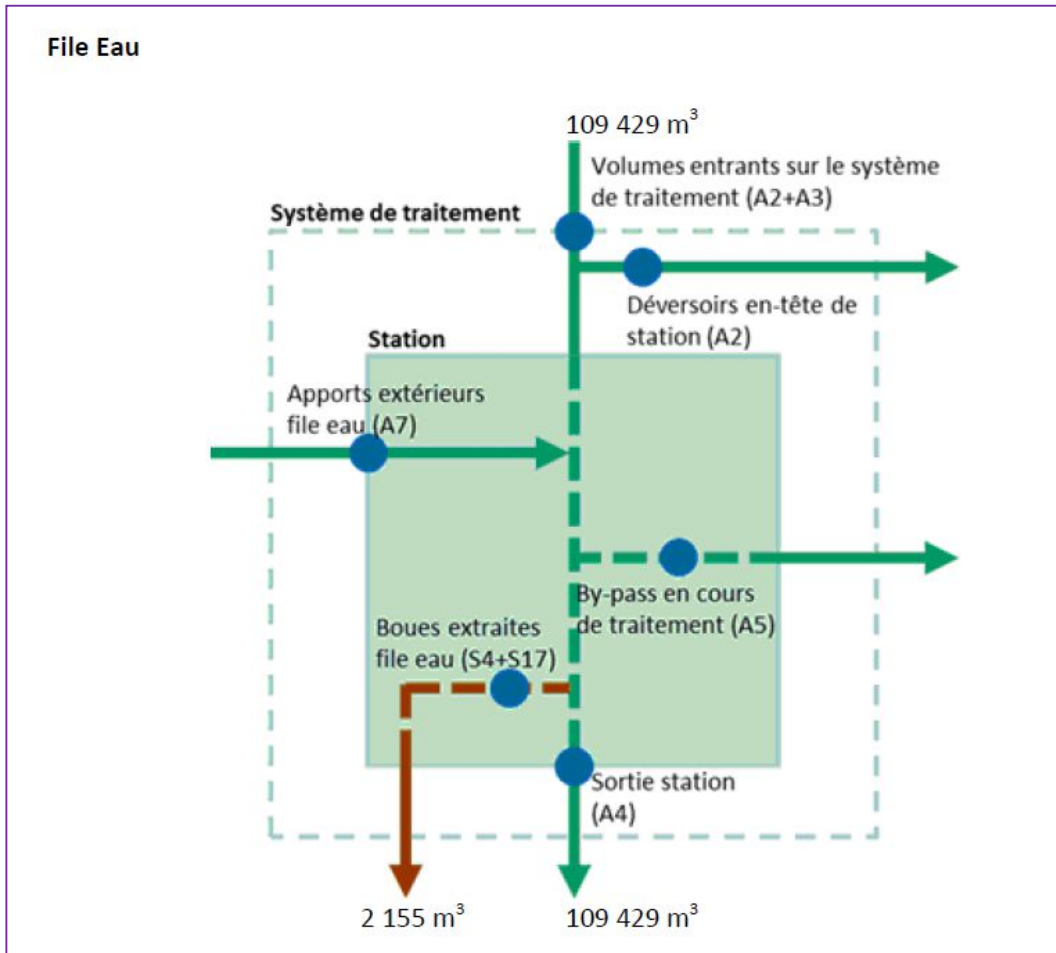 File Eau
109 429 m³
Volumes entrants sur le système
de traitement (A2+A3)
Système de traitement
Déversoirs en-tête de
station (A2)
Station
Apports extérieurs
file eau (A7)
By-pass en cours
de traitement (A5)
Boues extraites
file eau (S4+S17)
Sortie station
(A4)
2 155 m³
109 429 m³